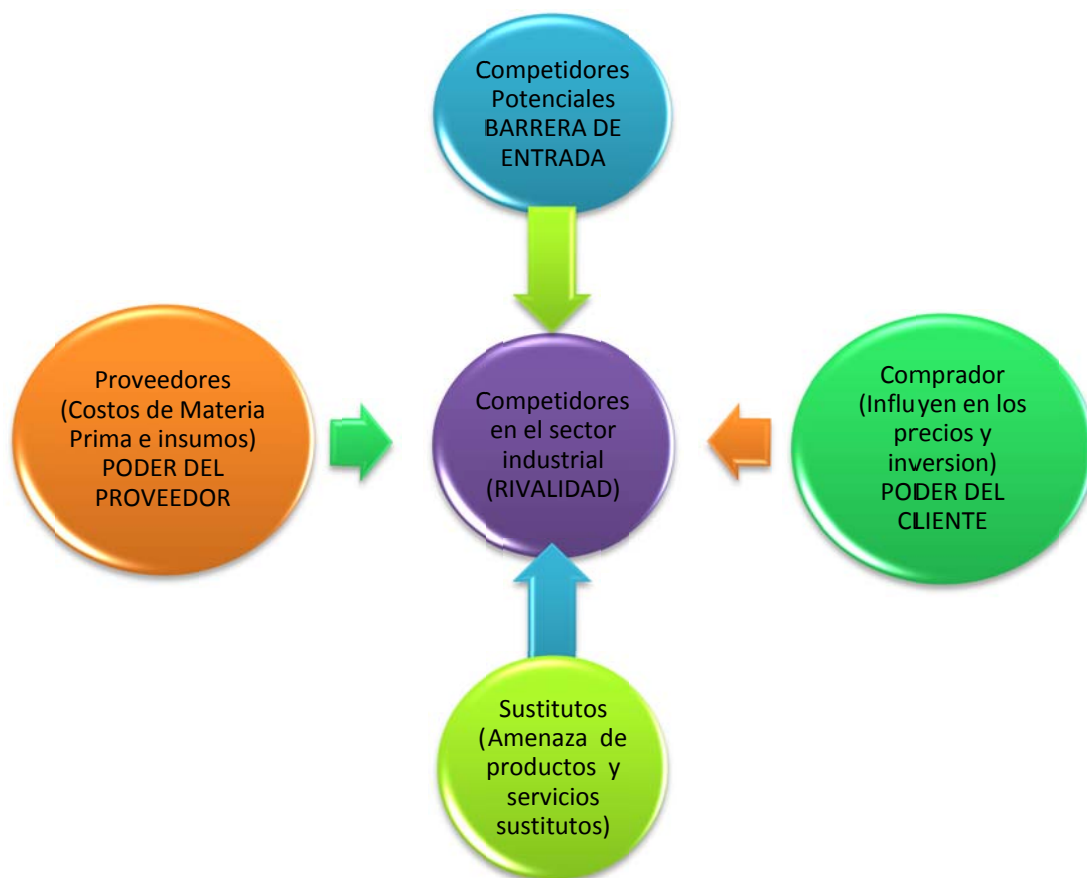 Competidores
Potenciales
BARRERA DE
ENTRADA
Proveedores
(Costos de Materia
Prima e insumos)
PODER DEL
PROVEEDOR
Competidores
en el sector
industrial
(RIVALIDAD)
Comprador
(Influyen en los
precios y
inversion)
PODER DEL
CLIENTE
Sustitutos
(Amenaza de
productos y
servicios
sustitutos)